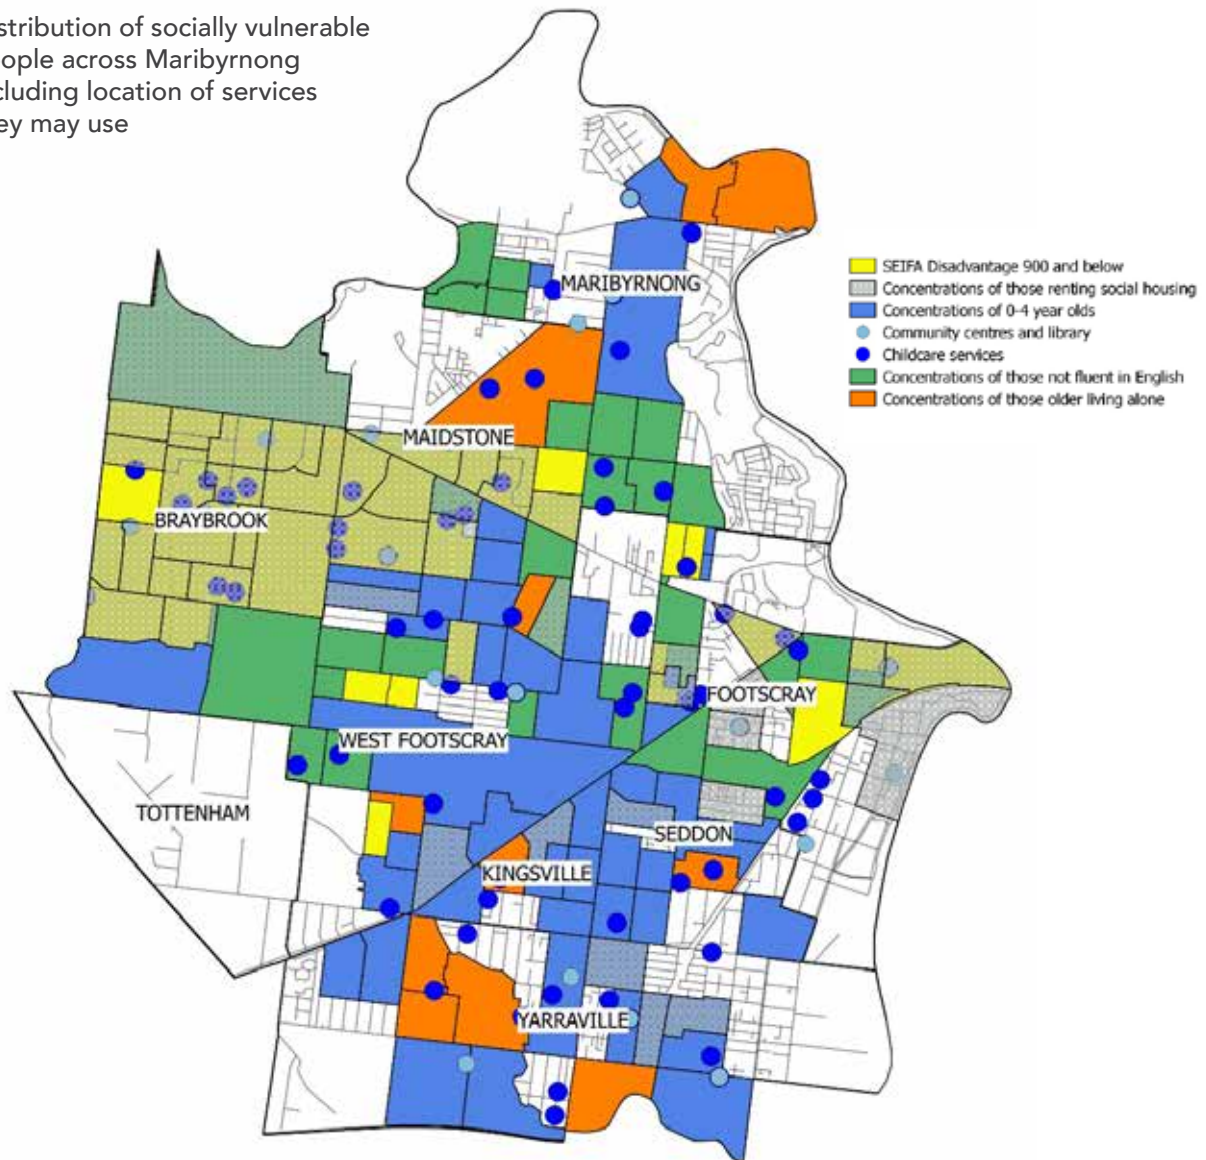 stribution of socially vulnerable
ople across Maribyrnong
cluding location of services
ey may use
MARIBYRNONG
SEIFA Disadvantage 900 and below
Concentrations of those renting social housing
Concentrations of 0-4 year olds
Community centres and library
Childcare services
Concentrations of those not fluent in English
Concentrations of those older living alone
MAIDSTONE
BRAYBROOK
FOOTSCRAY
WEST FOOTSCRAY
TOTTENHAM
SEDDON
KINGSVILLE
YARRAVILLE